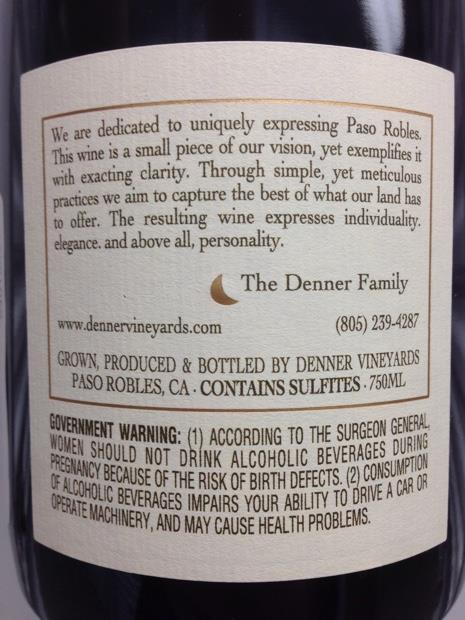 We are dedicated to uniquely expressing Paso Robles.
This wine is a small piece of our vision, yet exemplifies it
with exacting clarity. Through simple, yet meticulous
practices we aim to capture the best of what our land has
to offer. The resulting wine expresses individuality.
elegance. and above all, personality.
The Denner Family
www.dennervineyards.com (805) 239-4287
GROWN, PRODUCED & BOTTLED BY DENNER VINEYARDS
PASO ROBLES, CA · CONTAINS SULFITES · 750ML
GOVERNMENT WARNING: (1) ACCORDING TO THE SURGEON GENERAL,
WOMEN SHOULD NOT DRINK ALCOHOLIC BEVERAGES DURING
PREGNANCY BECAUSE OF THE RISK OF BIRTH DEFECTS. (2) CONSUMPTION
OF ALCOHOLIC BEVERAGES IMPAIRS YOUR ABILITY TO DRIVE A CAR OR
OPERATE MACHINERY, AND MAY CAUSE HEALTH PROBLEMS.